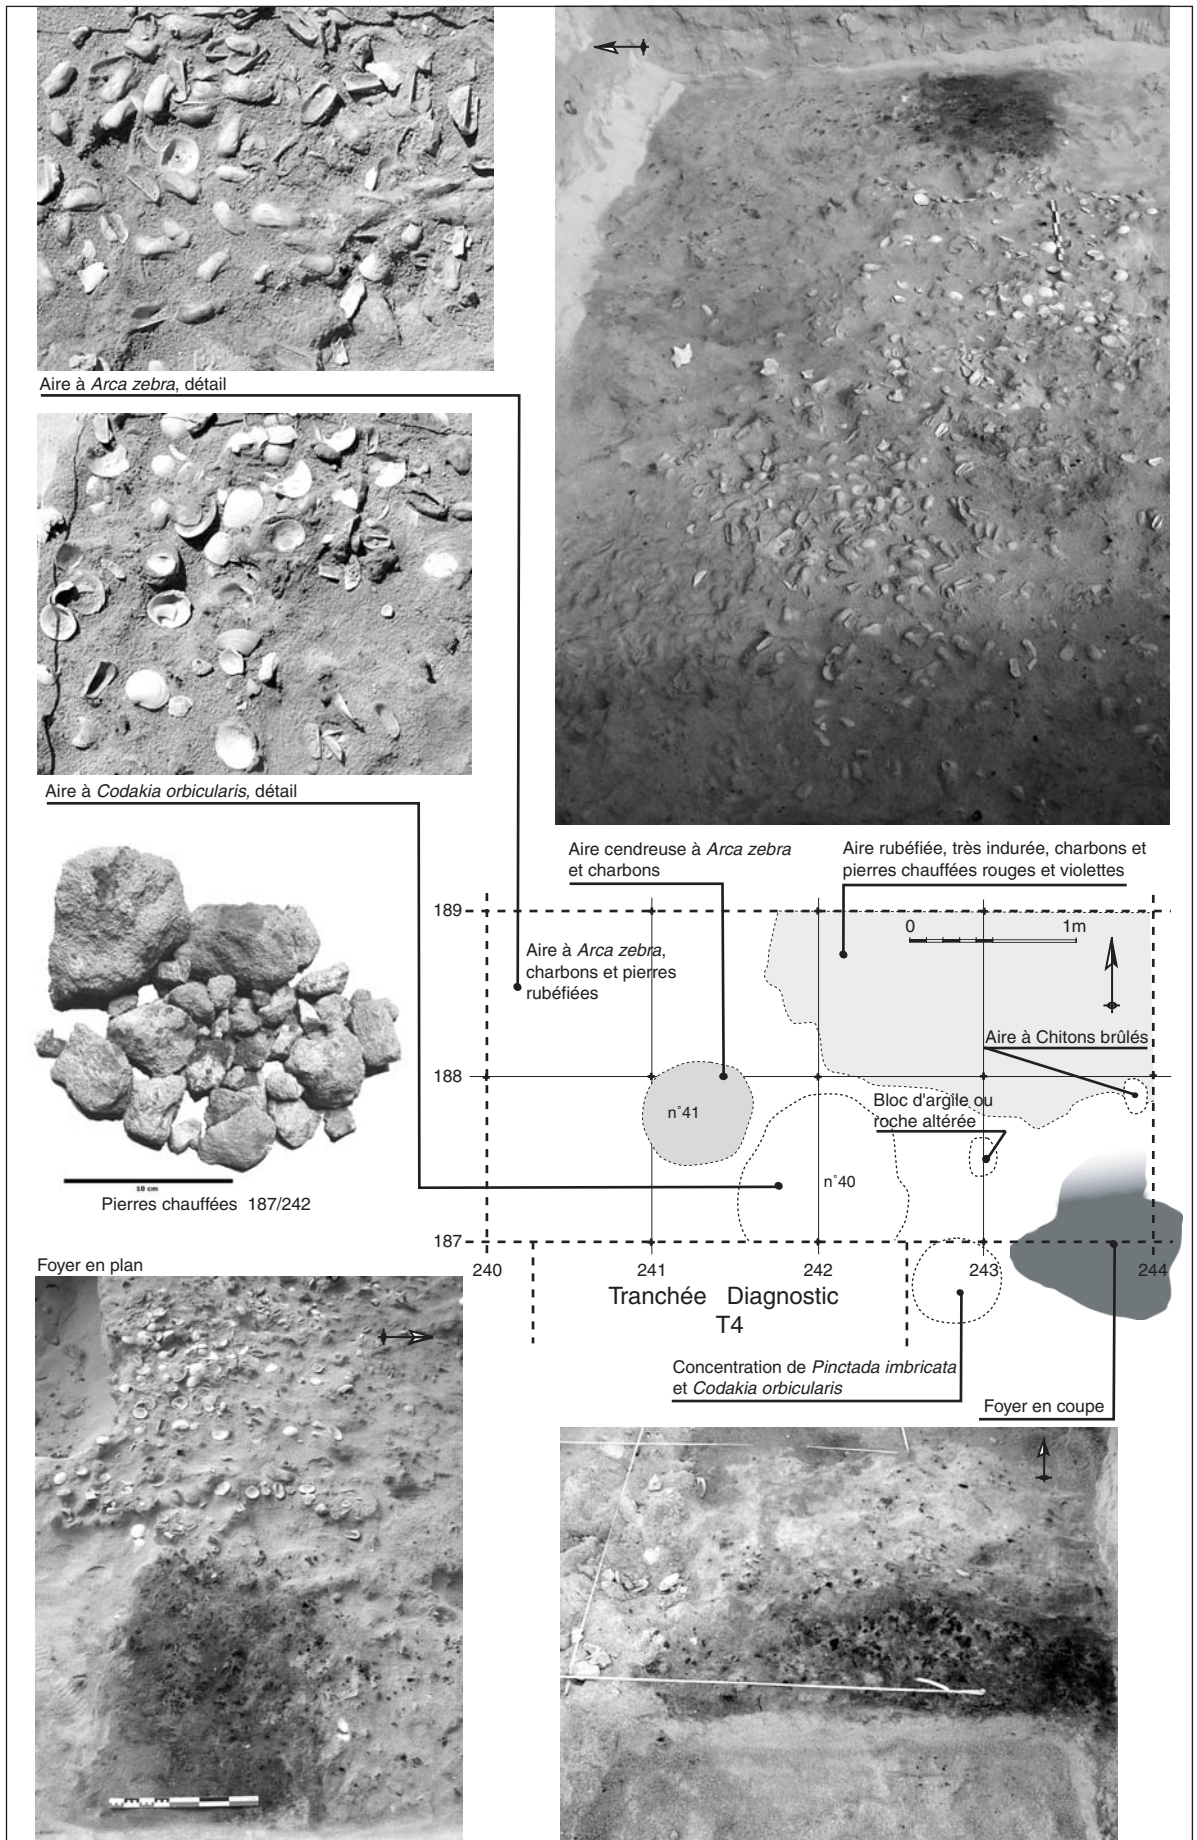 Aire à Arca zebra, détail
Aire à Codakia orbicularis, détail
10 cm
Pierres chauffées 187/242
Foyer en plan
Aire cendreuse à Arca zebra
et charbons
Aire rubéfiée, très indurée, charbons et
pierres chauffées rouges et violettes
189
0 1m
Aire à Arca zebra,
charbons et pierres
rubéfiées
Aire à Chitons brûlés
188
Bloc d'argile ou
roche altérée
n°41
n°40
187
240 241 242 243 244
Tranchée Diagnostic
T4
Concentration de Pinctada imbricata
et Codakia orbicularis
Foyer en coupe